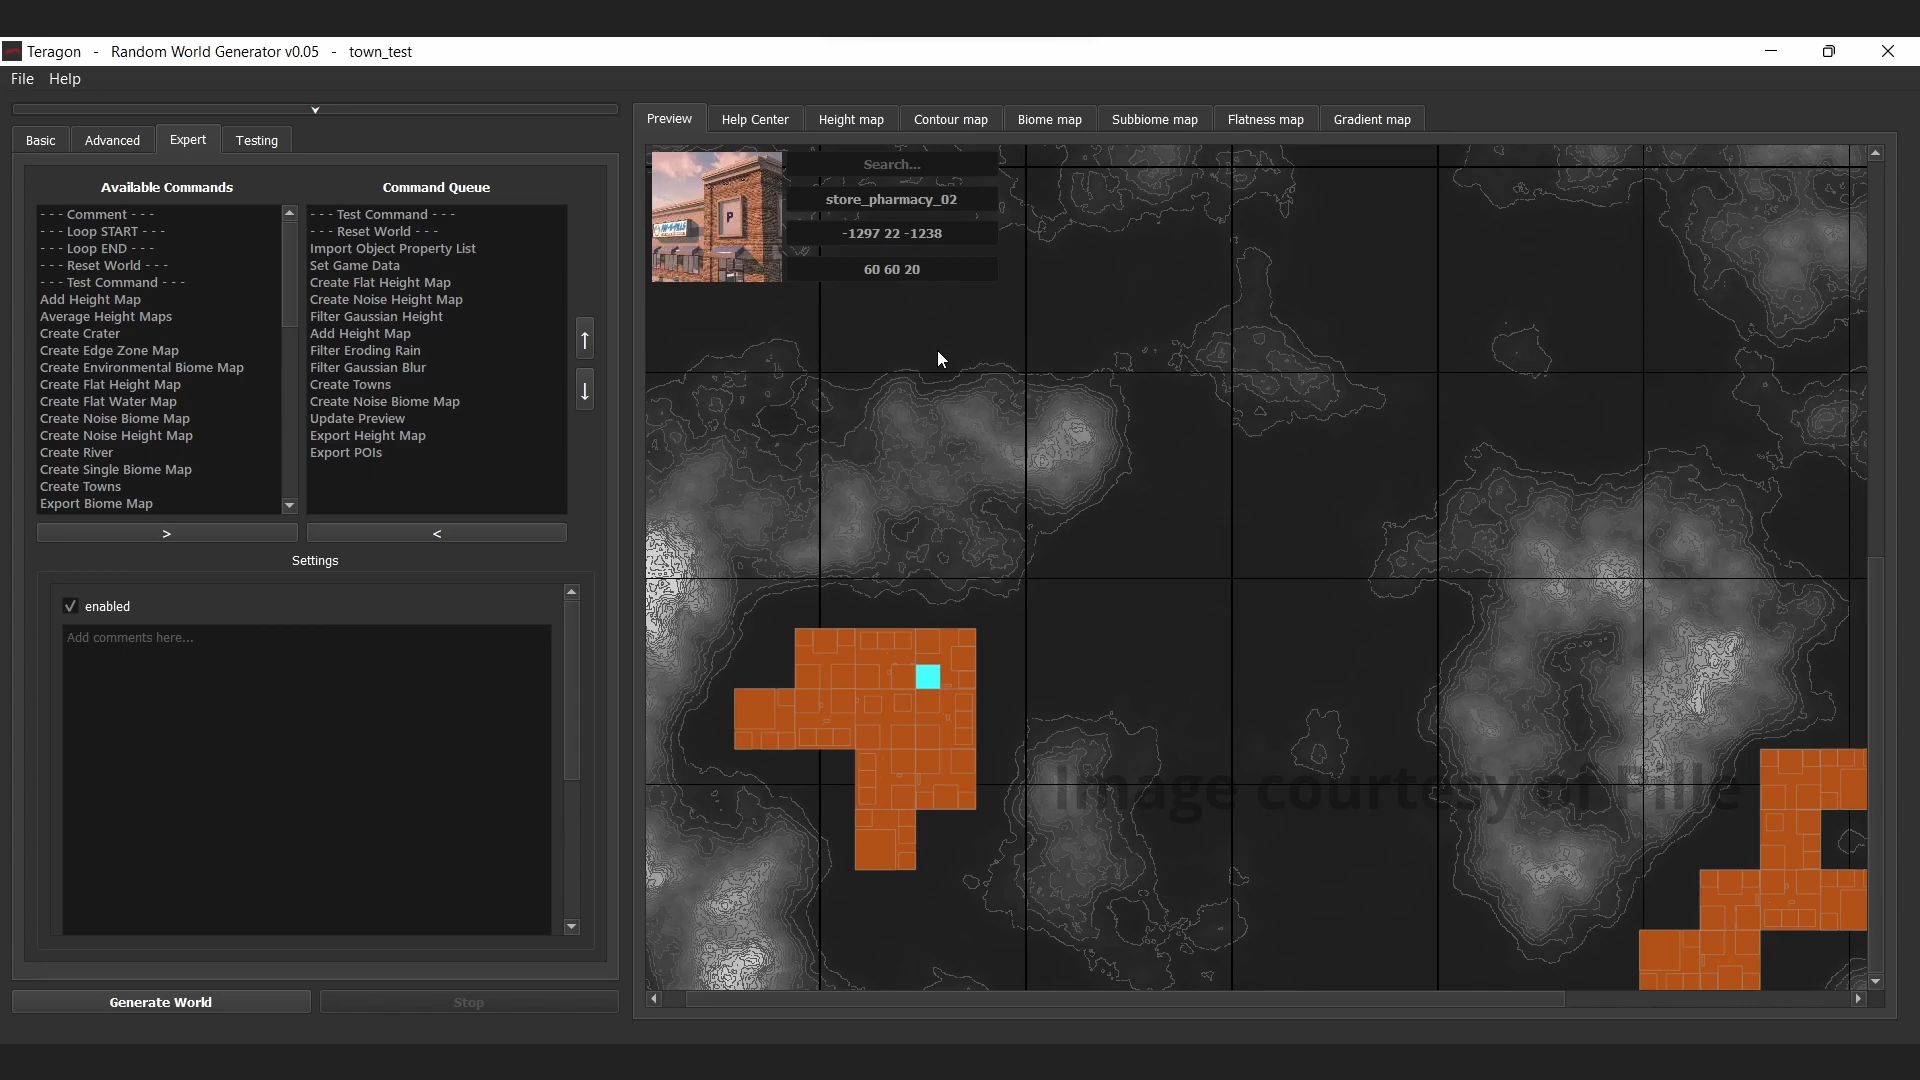 Teragon - Random World Generator v0.05 - town_test
File Help
Basic Advanced Expert Testing
Available Commands
- - - Comment - - -
- - - Loop START - - -
- - - Loop END - - -
- - - Reset World - - -
- - - Test Command - - -
Add Height Map
Average Height Maps
Create Crater
Create Edge Zone Map
Create Environmental Biome Map
Create Flat Height Map
Create Flat Water Map
Create Noise Biome Map
Create Noise Height Map
Create River
Create Single Biome Map
Create Towns
Export Biome Map
>
Command Queue
- - - Test Command - - -
- - - Reset World - - -
Import Object Property List
Set Game Data
Create Flat Height Map
Create Noise Height Map
Filter Gaussian Height
Add Height Map
Filter Eroding Rain
Filter Gaussian Blur
Create Towns
Create Noise Biome Map
Update Preview
Export Height Map
Export POIs
<
↑
↓
Settings
enabled
Add comments here...
Generate World
Stop
Preview Help Center Height map Contour map Biome map Subbiome map Flatness map Gradient map
P
Search...
store_pharmacy_02
-1297 22 -1238
60 60 20
Image courtesy of Pille